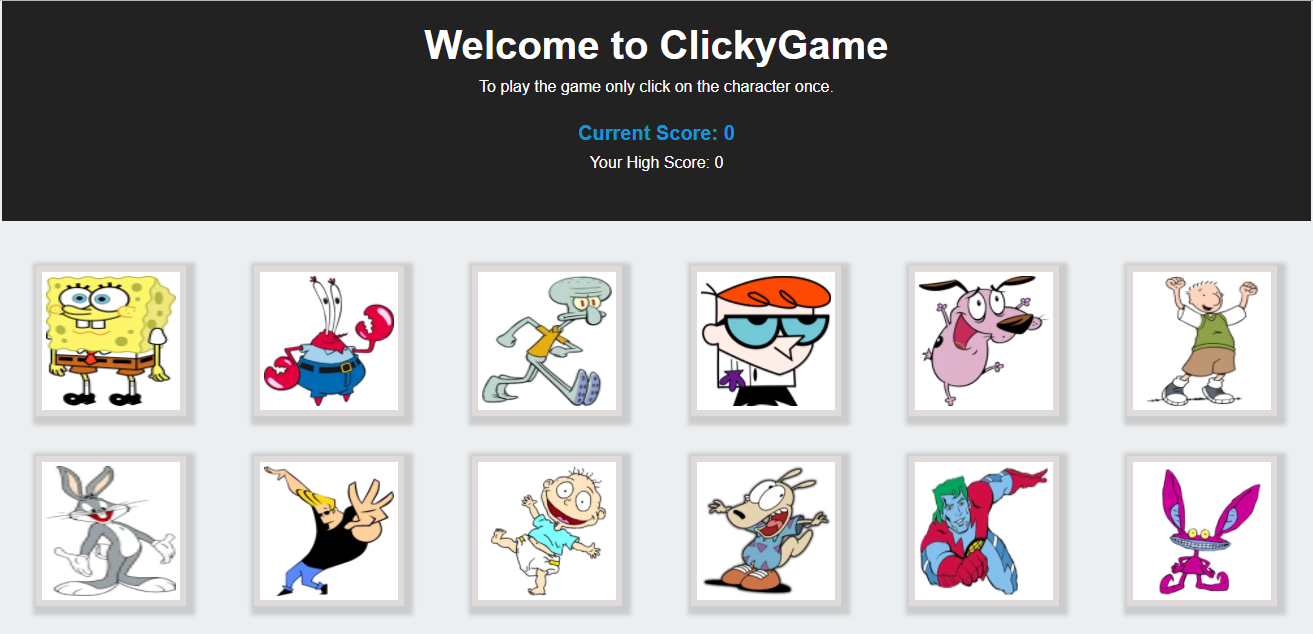 Welcome to ClickyGame
To play the game only click on the character once.
Current Score: 0
Your High Score: 0